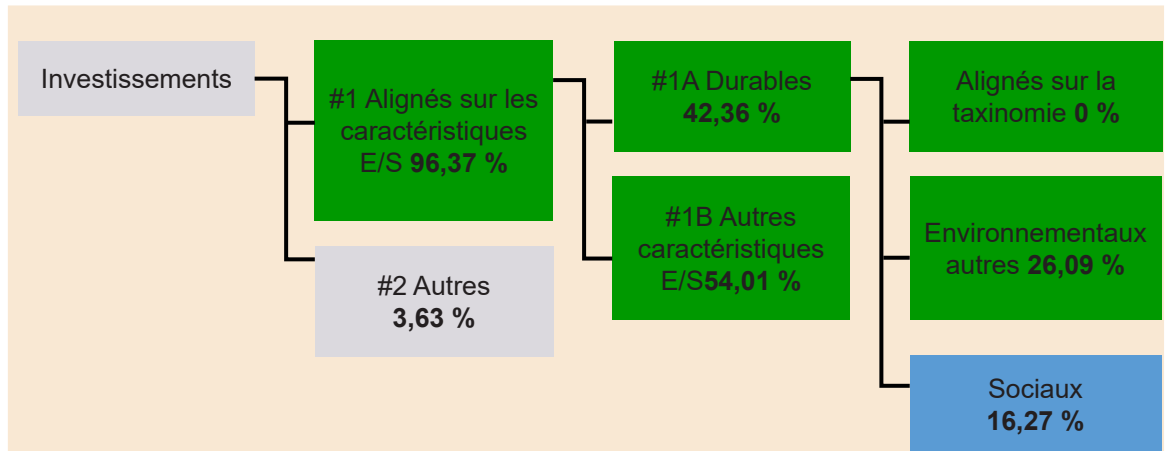 Investissements
#1 Alignés sur les
caractéristiques
E/S 96,37 %
#2 Autres
3,63 %
#1A Durables
42,36 %
#1B Autres
caractéristiques
E/S54,01 %
Alignés sur la
taxinomie 0 %
Environnementaux
autres 26,09 %
Sociaux
16,27 %